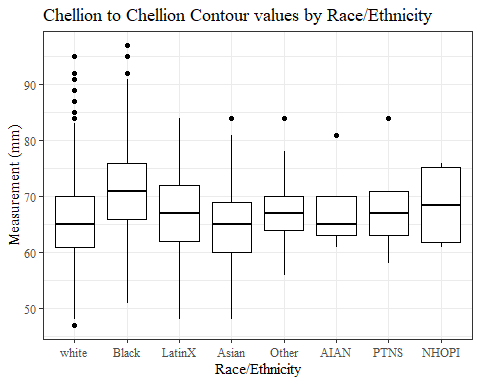 Chellion to Chellion Contour values by Race/Ethnicity
Measurement (mm)
90
80
70
60
50
white Black LatinX Asian Other AIAN PTNS NHOPI
Race/Ethnicity